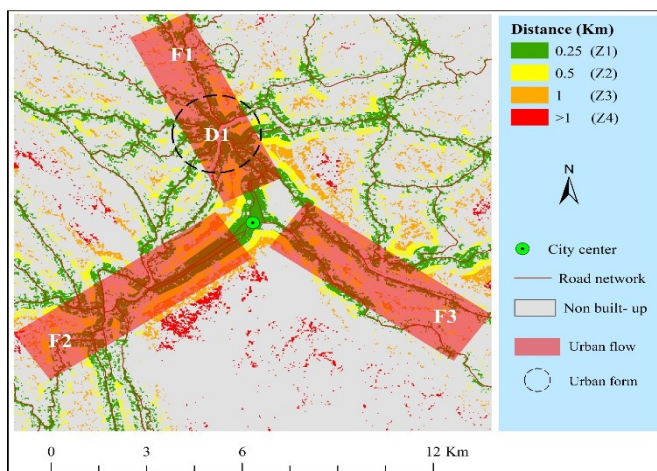 F1
D1
F2
F3
Distance (Km)
0.25 (Z1)
0.5 (Z2)
1 (Z3)
>1 (Z4)
N
City center
Road network
Non built- up
Urban flow
Urban form
0 3 6 12 Km